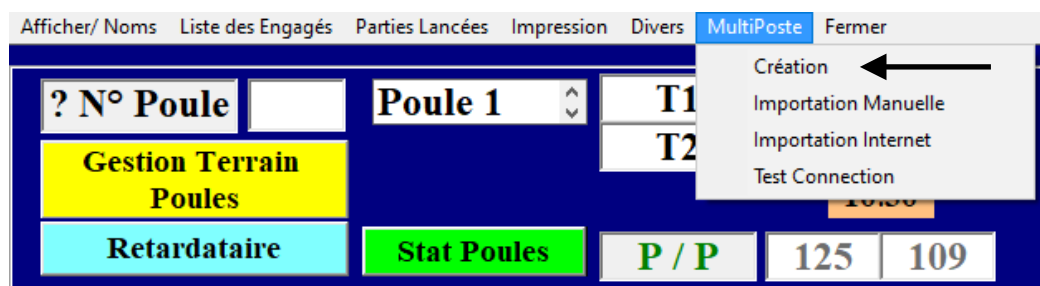 Afficher/ Noms Liste des Engagés Parties Lancées Impression Divers MultiPoste Fermer
Création
Importation Manuelle
Importation Internet
Test Connection
? N° Poule Poule 1 T1
T2
Gestion Terrain
Poules
Retardataire Stat Poules P / P 125 109